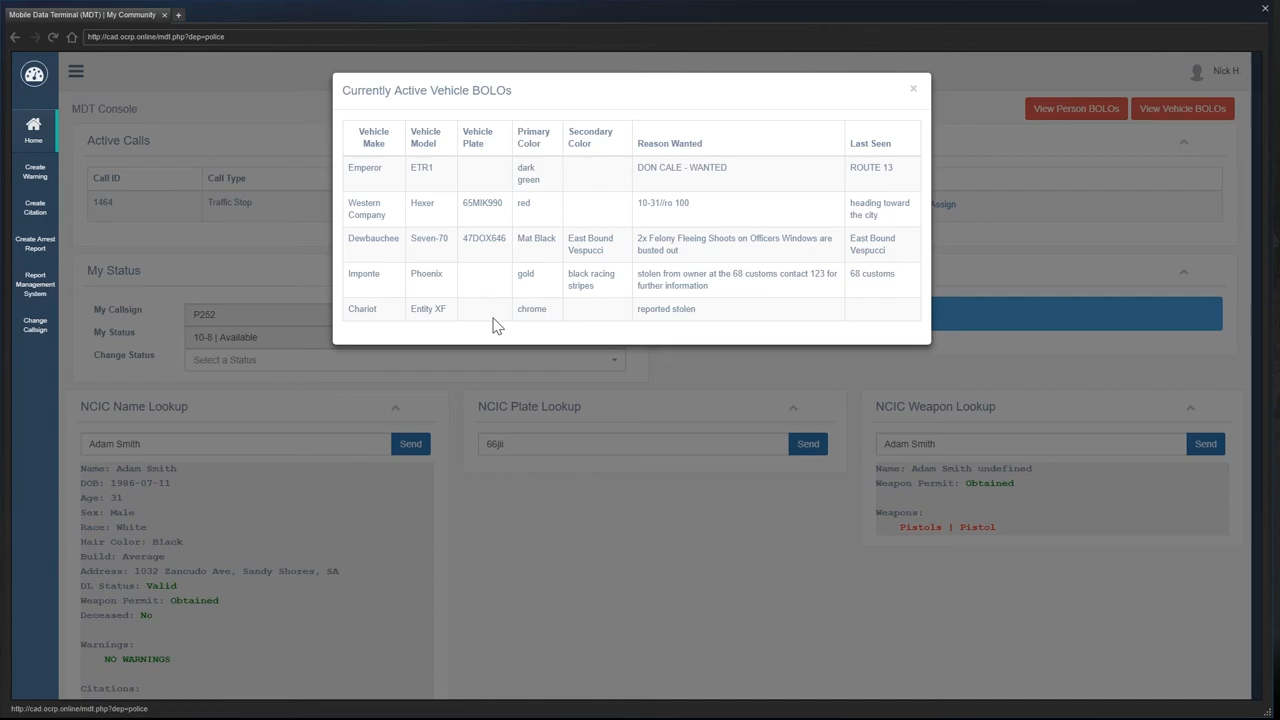 Mobile Data Terminal (MDT) | My Community
http://cad.ocrp.online/mdt.php?dep=police
Nick H.
Home
Create Warning
Create Citation
Create Arrest Report
Report Management System
Change Callsign
MDT Console
View Person BOLOs
View Vehicle BOLOs
Active Calls
Call ID
Call Type
1464
Traffic Stop
Assign
My Status
My Callsign
P252
My Status
10-8 | Available
Change Status
Select a Status
Currently Active Vehicle BOLOs
×
Vehicle Make Vehicle Model Vehicle Plate Primary Color Secondary Color Reason Wanted Last Seen
Emperor ETR1 dark green DON CALE - WANTED ROUTE 13
Western Company Hexer 65MIK990 red 10-31//ro 100 heading toward the city
Dewbauchee Seven-70 47DOX646 Mat Black East Bound Vespucci 2x Felony Fleeing Shoots on Officers Windows are busted out East Bound Vespucci
Imponte Phoenix gold black racing stripes stolen from owner at the 68 customs contact 123 for further information 68 customs
Chariot Entity XF chrome reported stolen
NCIC Name Lookup
Adam Smith
Send
Name: Adam Smith
DOB: 1986-07-11
Age: 31
Sex: Male
Race: White
Hair Color: Black
Build: Average
Address: 1032 Zancudo Ave, Sandy Shores, SA
DL Status: Valid
Weapon Permit: Obtained
Deceased: No
Warnings:
NO WARNINGS
Citations:
NCIC Plate Lookup
66jii
Send
NCIC Weapon Lookup
Adam Smith
Send
Name: Adam Smith undefined
Weapon Permit: Obtained
Weapons:
Pistols | Pistol
http://cad.ocrp.online/mdt.php?dep=police